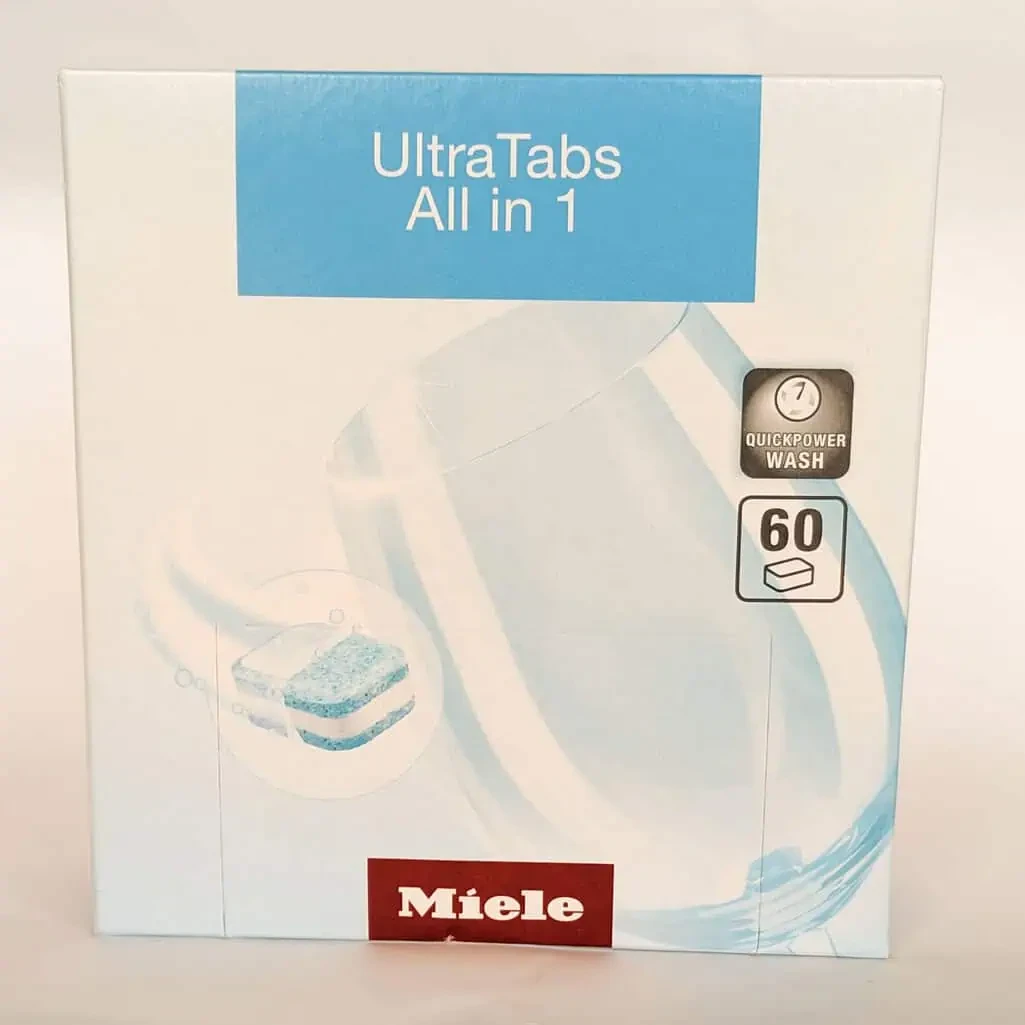 UltraTabs
All in 1
QUICKPOWER
WASH
60
Miele